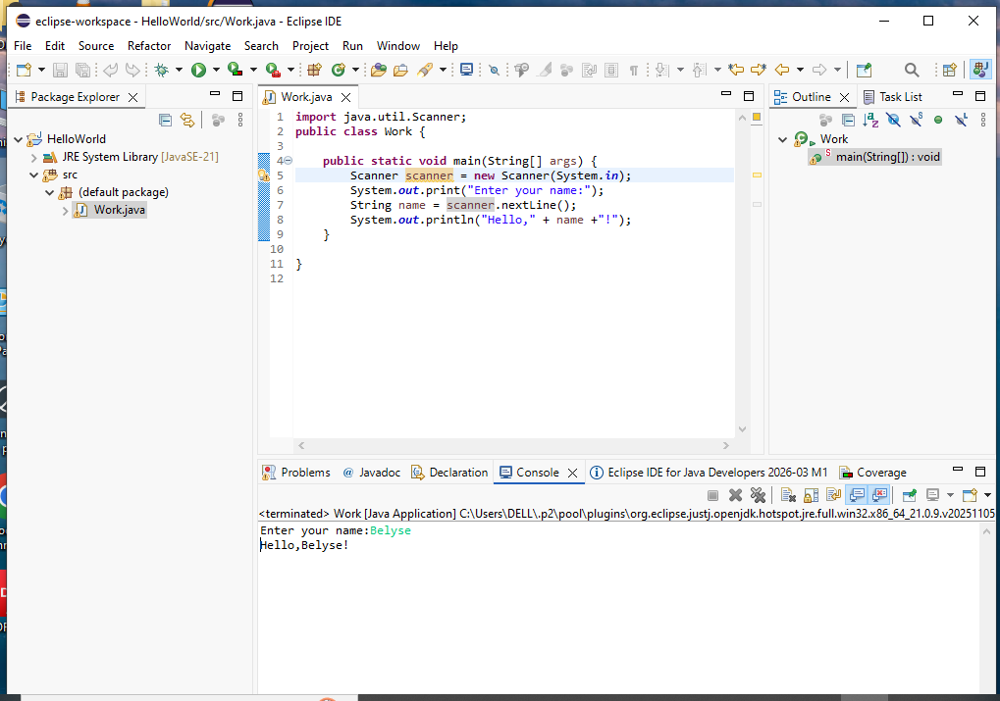 eclipse-workspace - HelloWorld/src/Work.java - Eclipse IDE
File Edit Source Refactor Navigate Search Project Run Window Help
Package Explorer
HelloWorld
JRE System Library [JavaSE-21]
src
(default package)
Work.java
Work.java
1 import java.util.Scanner;
2 public class Work {
3
4 public static void main(String[] args) {
5 Scanner scanner = new Scanner(System.in);
6 System.out.print("Enter your name:");
7 String name = scanner.nextLine();
8 System.out.println("Hello," + name +"!");
9 }
10
11 }
12
Outline Task List
Work
main(String[]) : void
Problems Javadoc Declaration Console Eclipse IDE for Java Developers 2026-03 M1 Coverage
<terminated> Work [Java Application] C:\Users\DELL\.p2\pool\plugins\org.eclipse.justj.openjdk.hotspot.jre.full.win32.x86_64_21.0.9.v20251105
Enter your name:Belyse
Hello,Belyse!